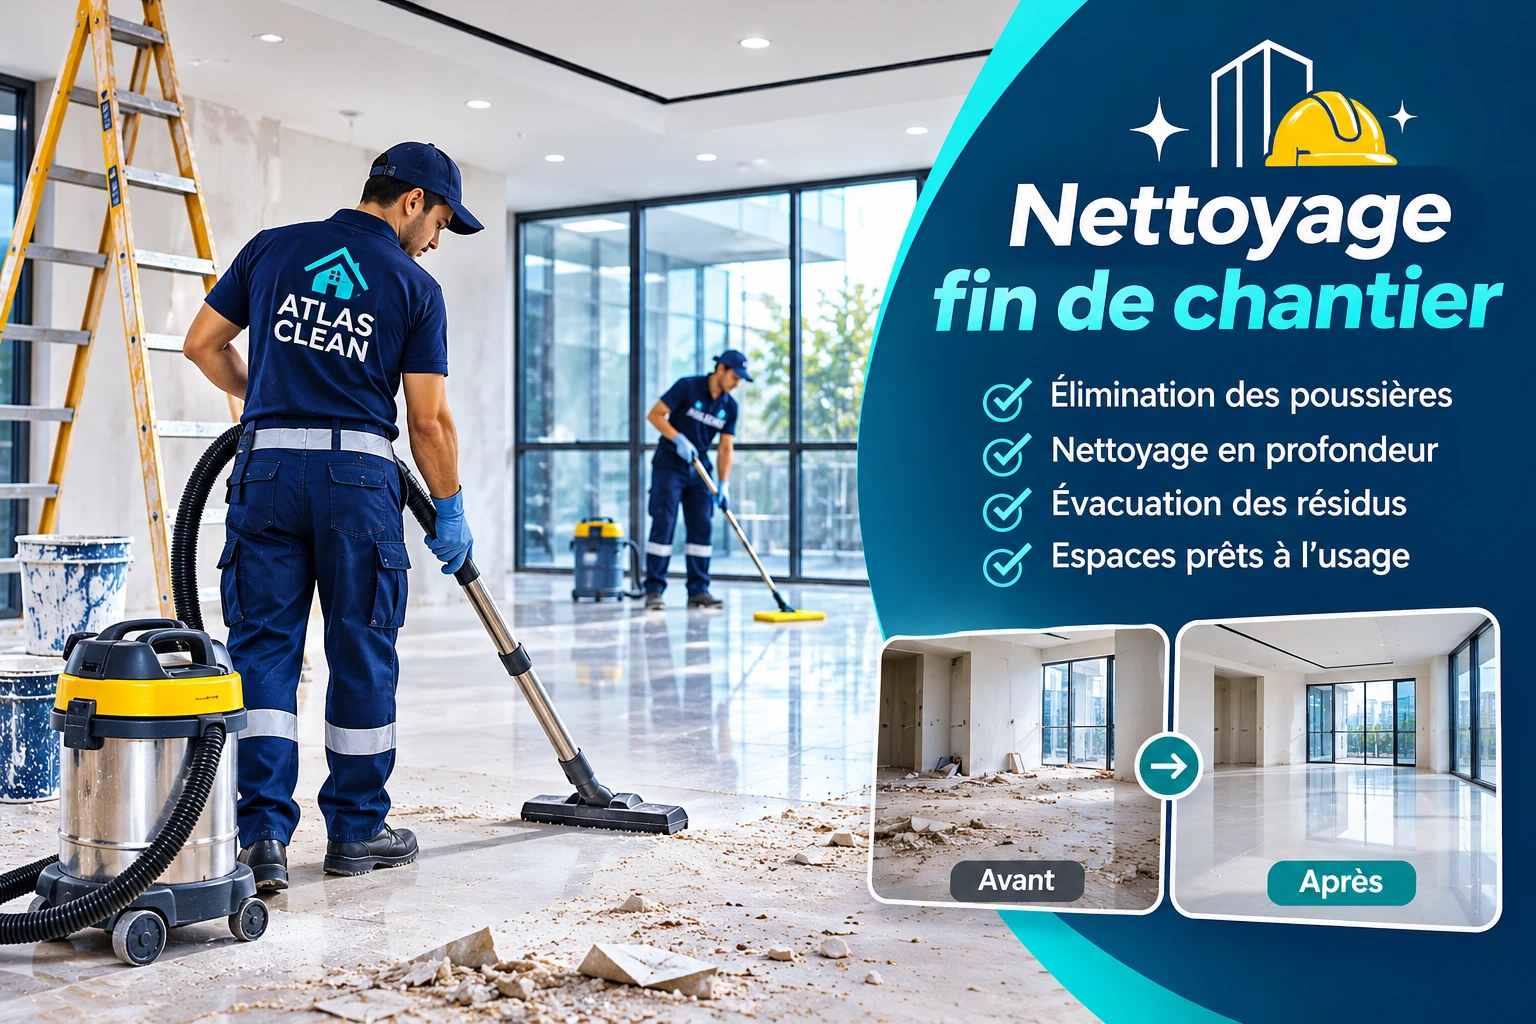 ATLAS
CLEAN
Nettoyage
fin de chantier
Élimination des poussières
Nettoyage en profondeur
Évacuation des résidus
Espaces prêts à l'usage
Avant
Après